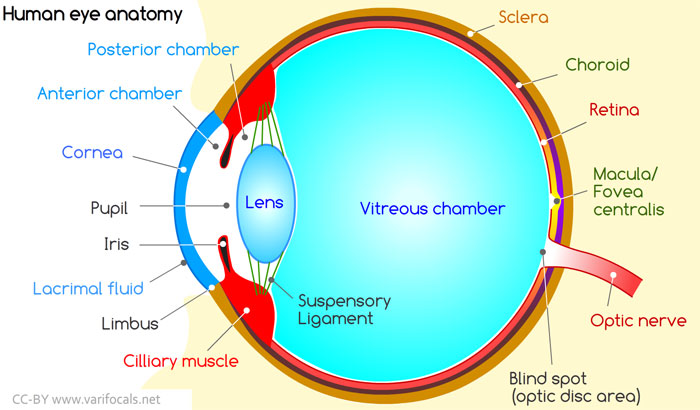 Human eye anatomy
Posterior chamber
Anterior chamber
Cornea
Pupil
Iris
Lacrimal fluid
Limbus
Cilliary muscle
Lens
Vitreous chamber
Suspensory
Ligament
Sclera
Choroid
Retina
Macula/
Fovea
centralis
Optic nerve
Blind spot
(optic disc area)
CC-BY www.varifocals.net